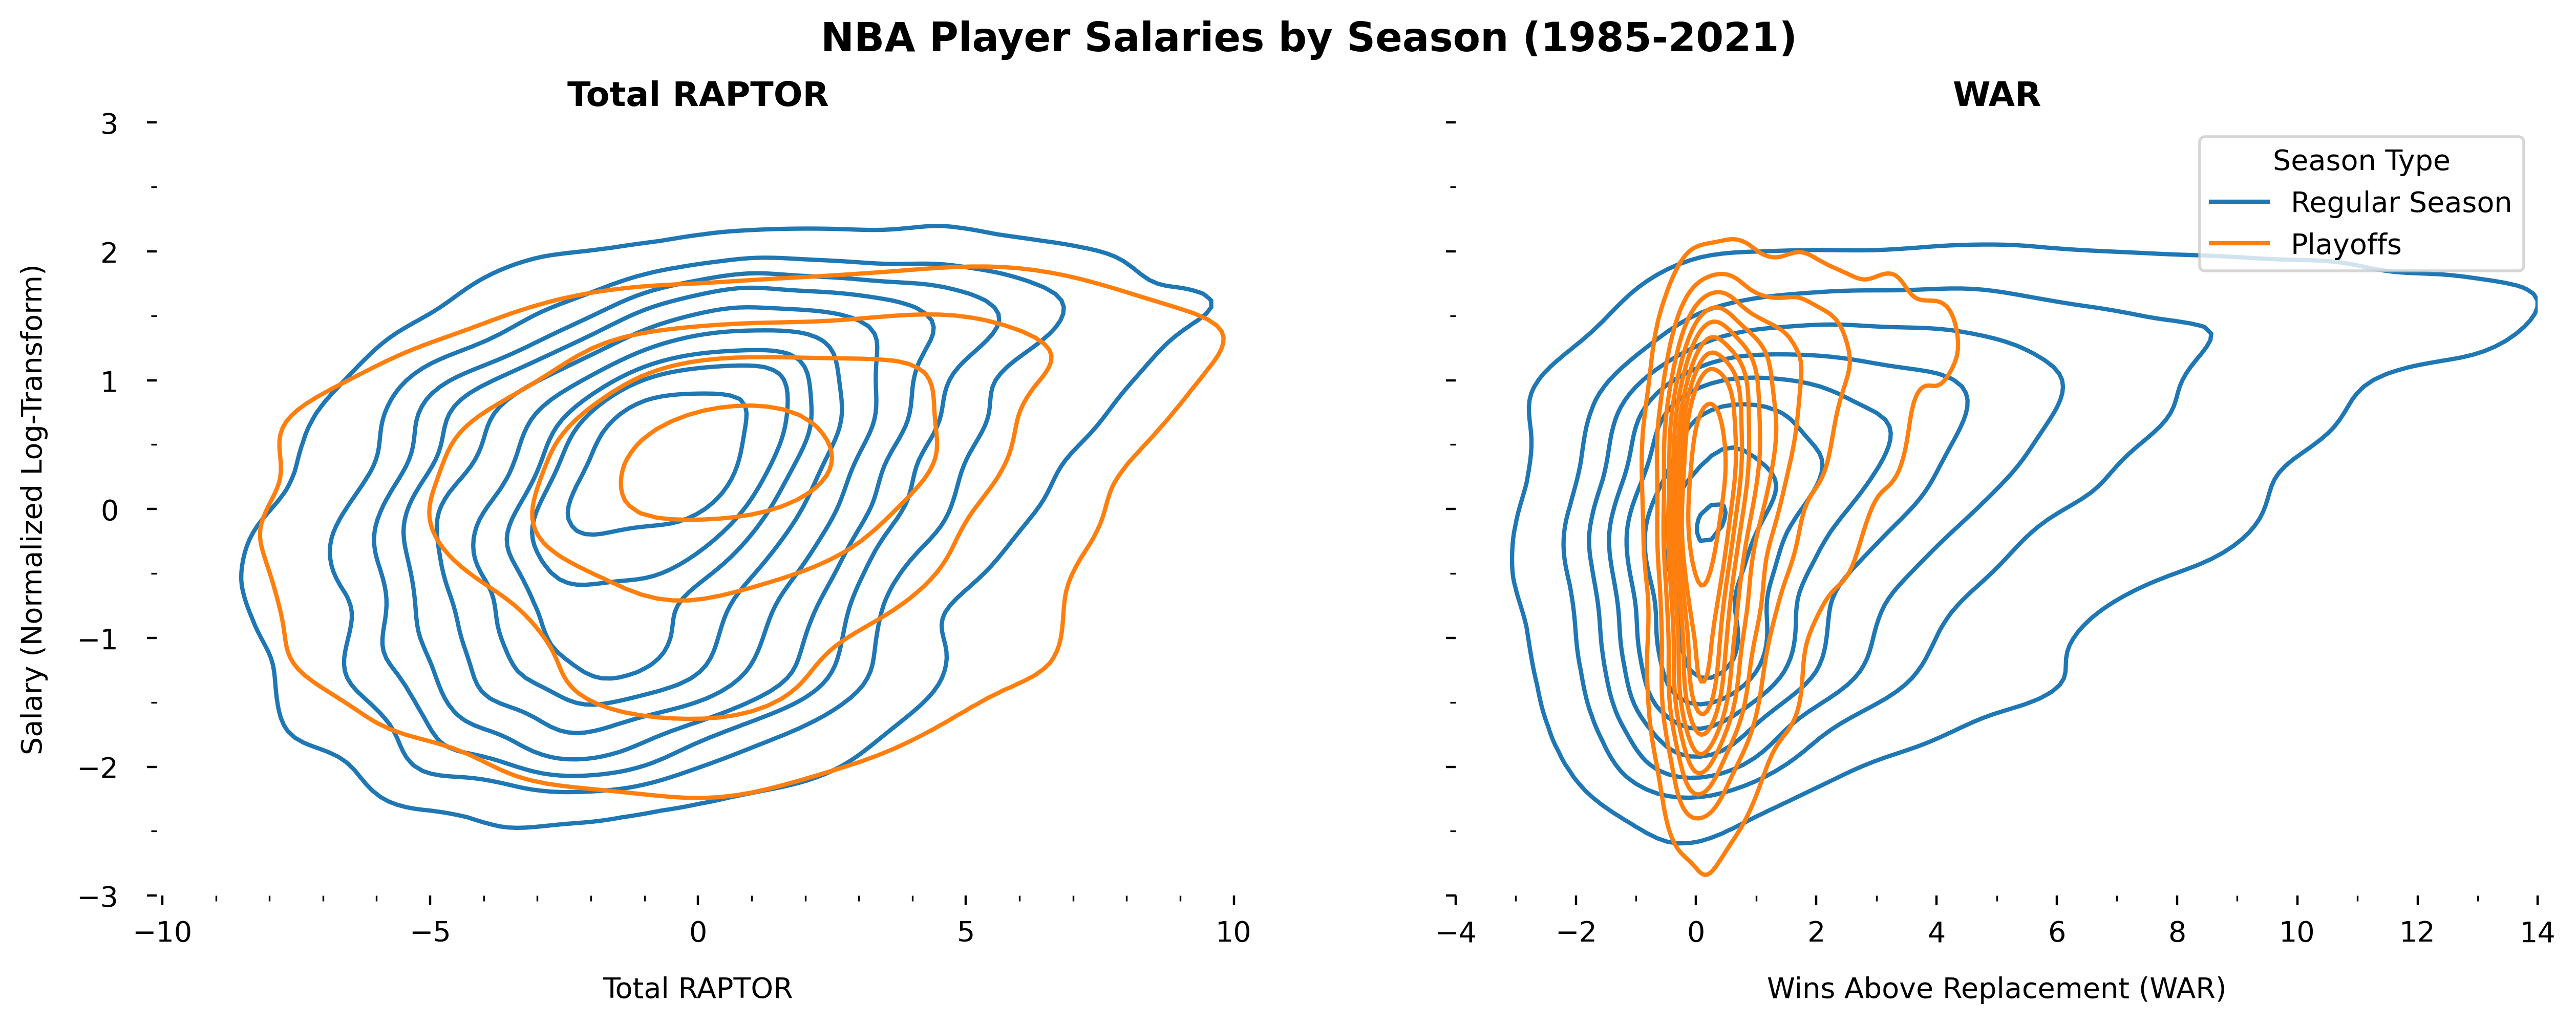 NBA Player Salaries by Season (1985-2021)
Total RAPTOR
WAR
Salary (Normalized Log-Transform)
3
2
1
0
−1
−2
−3
−10
−5
0
5
10
Total RAPTOR
Season Type
Regular Season
Playoffs
−4
−2
0
2
4
6
8
10
12
14
Wins Above Replacement (WAR)